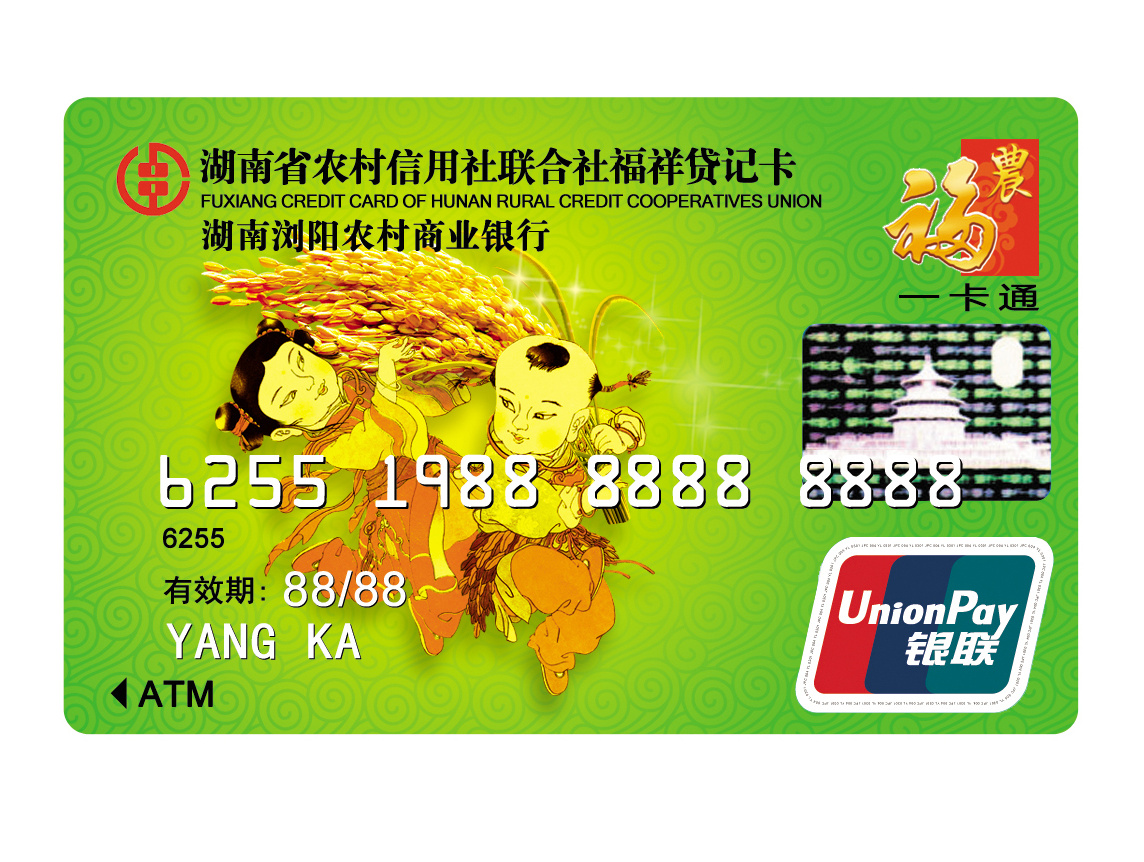 湖南省农村信用社联合社福祥贷记卡
FUXIANG CREDIT CARD OF HUNAN RURAL CREDIT COOPERATIVES UNION
湖南浏阳农村商业银行
農
福
一卡通
6255 1988 8888 8888
6255
有效期: 88/88
YANG KA
ATM
UnionPay
银联